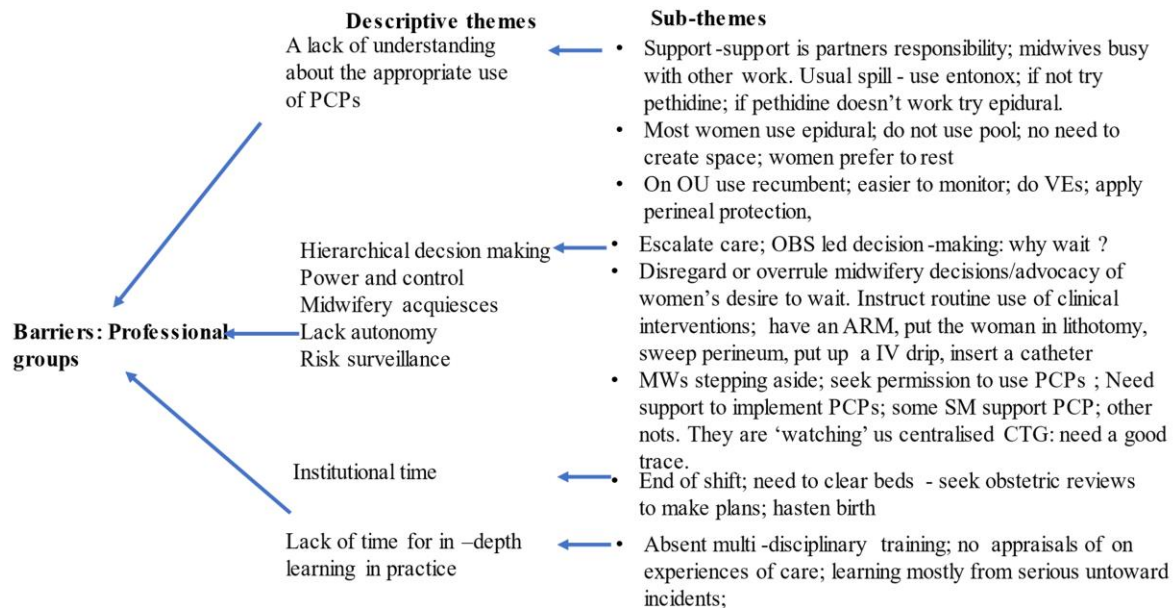 Descriptive themes
Sub-themes
A lack of understanding
about the appropriate use
of PCPs
• Support -support is partners responsibility; midwives busy
with other work. Usual spill - use entonox; if not try
pethidine; if pethidine doesn't work try epidural.
• Most women use epidural; do not use pool; no need to
create space; women prefer to rest
• On OU use recumbent; easier to monitor; do VEs; apply
perineal protection,
Hierarchical decsion making
Power and control
Midwifery acquiesces
Lack autonomy
Risk surveillance
• Escalate care; OBS led decision -making: why wait ?
• Disregard or overrule midwifery decisions/advocacy of
women's desire to wait. Instruct routine use of clinical
interventions; have an ARM, put the woman in lithotomy,
sweep perineum, put up a IV drip, insert a catheter
• MWs stepping aside; seek permission to use PCPs ; Need
support to implement PCPs; some SM support PCP; other
nots. They are 'watching' us centralised CTG: need a good
trace.
Barriers: Professional
groups
Institutional time
• End of shift; need to clear beds - seek obstetric reviews
to make plans; hasten birth
Lack of time for in –depth
learning in practice
• Absent multi -disciplinary training; no appraisals of on
experiences of care; learning mostly from serious untoward
incidents;